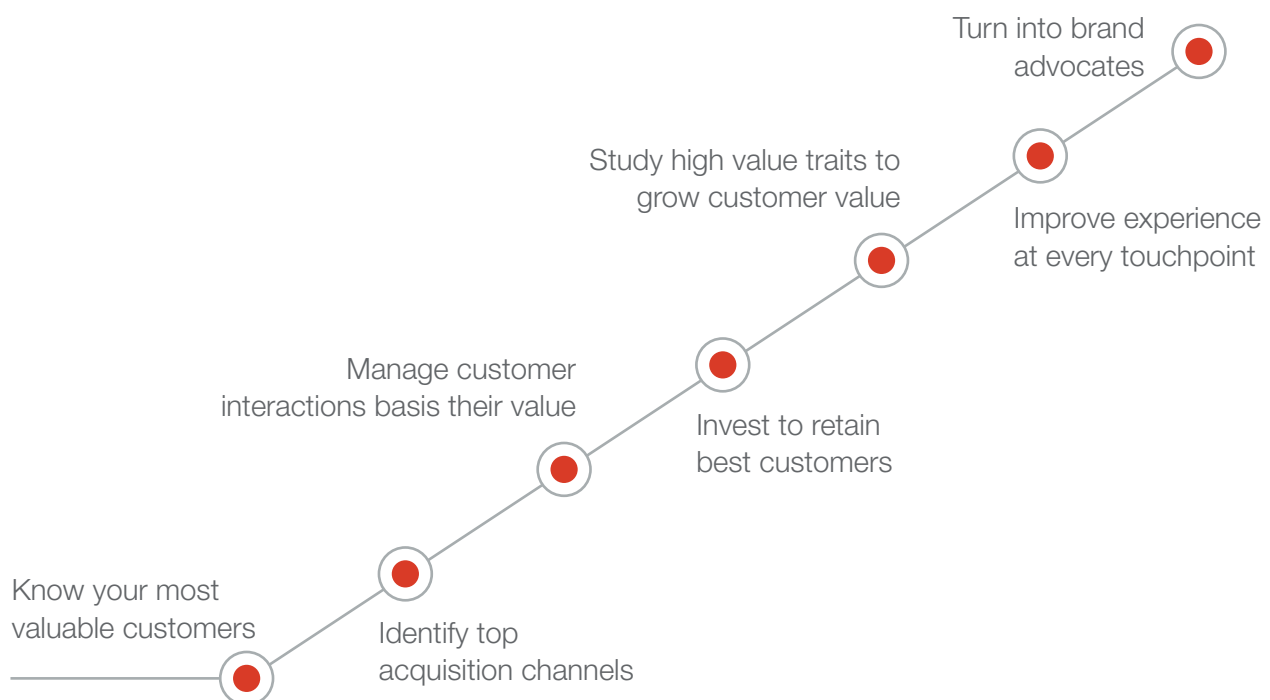 Turn into brand
advocates
Study high value traits to
grow customer value
Improve experience
at every touchpoint
Manage customer
interactions basis their value
Invest to retain
best customers
Know your most
valuable customers
Identify top
acquisition channels